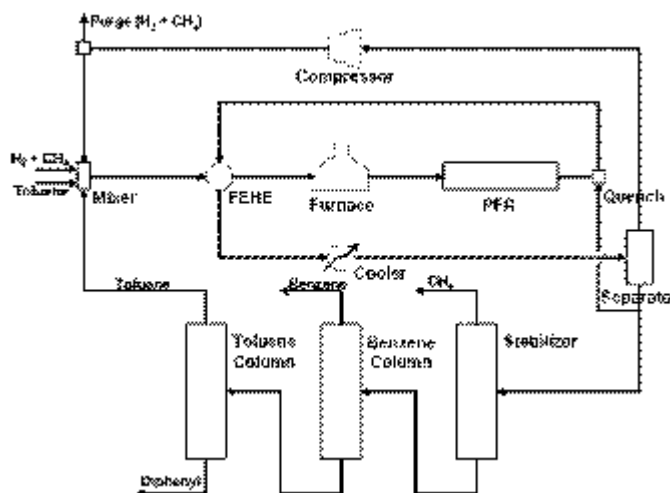 Purge (H₂ + CH₄)
Compressor
H₂ + CH₄
Toluene
Mixer
FEHE
Furnace
PFR
Quench
Cooler
Separator
Toluene
Benzene
CH₄
Toluene
Column
Benzene
Column
Stabilizer
Diphenyl